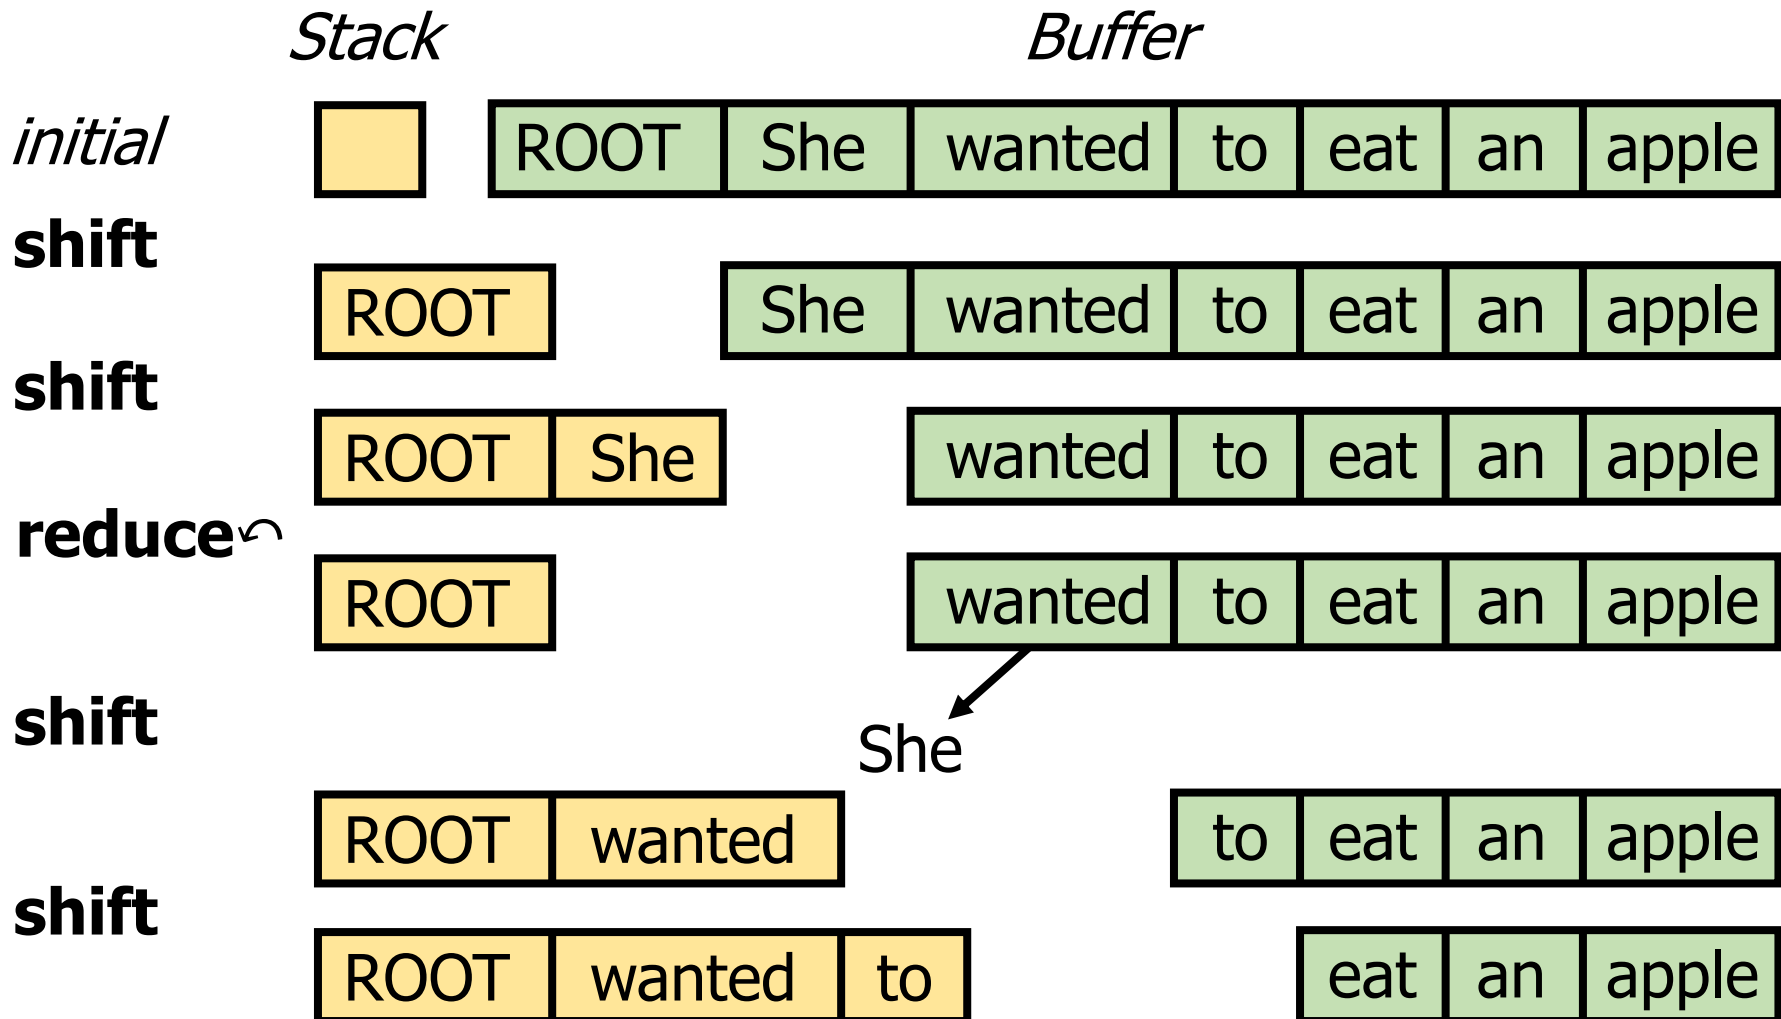 Stack Buffer
initial ROOT She wanted to eat an apple
shift
ROOT She wanted to eat an apple
shift
ROOT She wanted to eat an apple
reduce
ROOT wanted to eat an apple
shift
She
ROOT wanted to eat an apple
shift
ROOT wanted to eat an apple